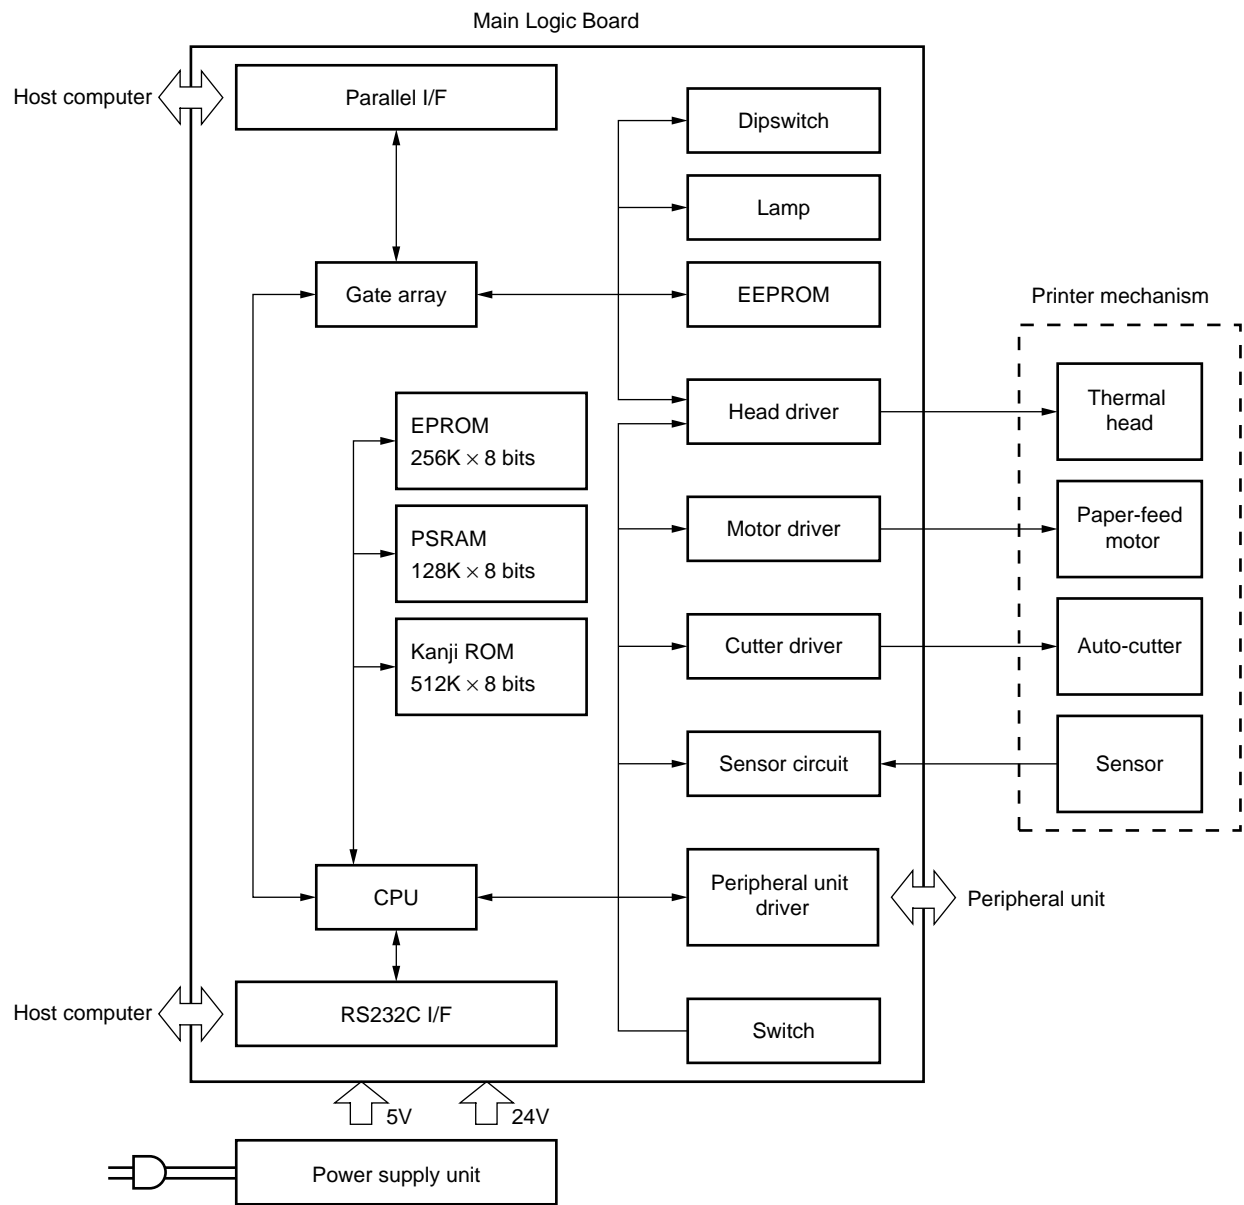 Main Logic Board
Host computer
Parallel I/F
Dipswitch
Lamp
Gate array
EEPROM
Printer mechanism
Head driver
Thermal
head
EPROM
256K × 8 bits
PSRAM
128K × 8 bits
Kanji ROM
512K × 8 bits
Motor driver
Paper-feed
motor
Cutter driver
Auto-cutter
Sensor circuit
Sensor
CPU
Peripheral unit
driver
Peripheral unit
Host computer
RS232C I/F
Switch
5V
24V
Power supply unit